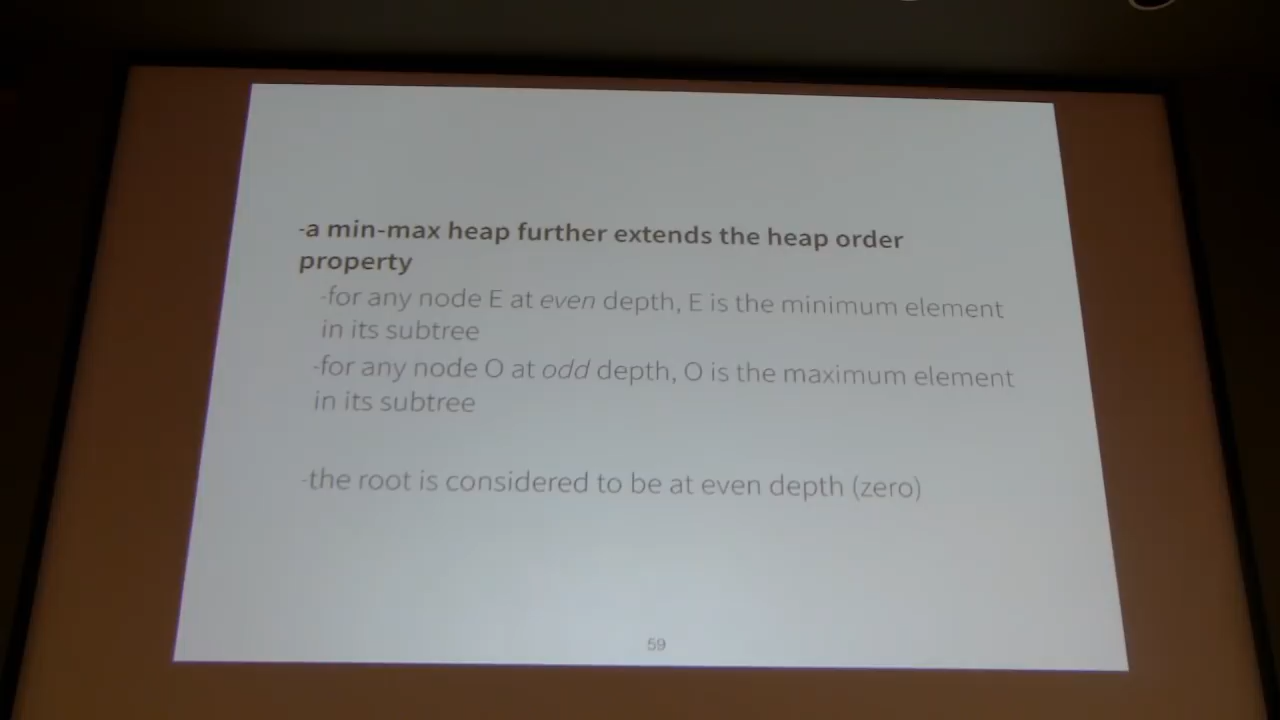 -a min-max heap further extends the heap order
property
-for any node E at even depth, E is the minimum element
in its subtree
-for any node O at odd depth, O is the maximum element
in its subtree
-the root is considered to be at even depth (zero)
59